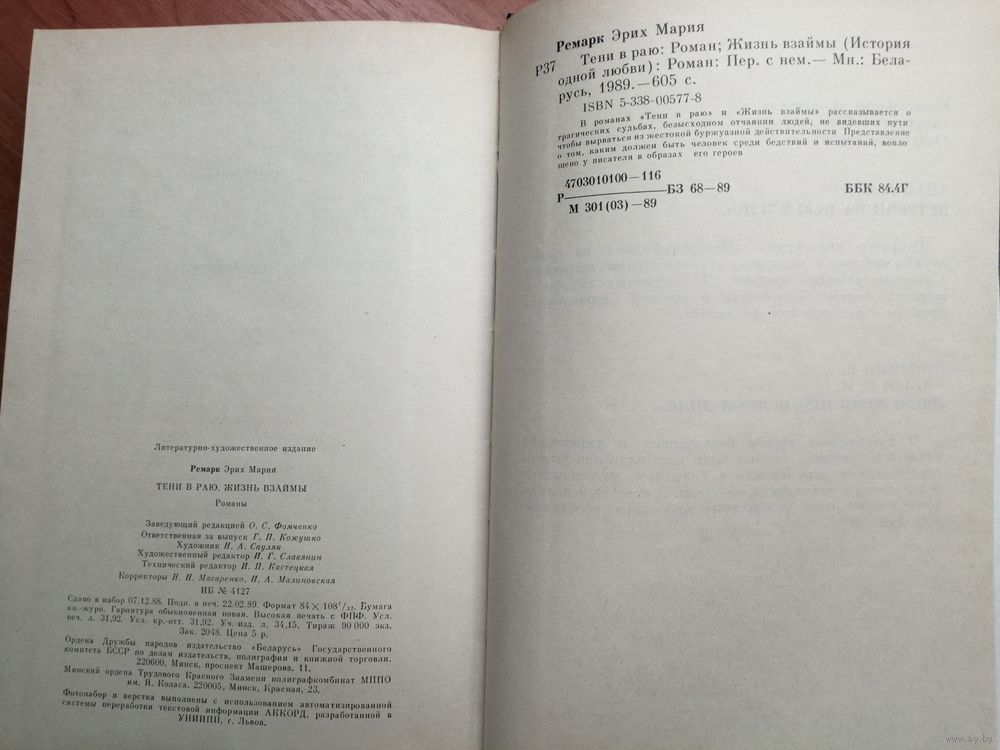 Литературно-художественное издание
Ремарк Эрих Мария
ТЕНИ В РАЮ. ЖИЗНЬ ВЗАЙМЫ
Романы
Заведующий редакцией О. С. Фомченко
Ответственная за выпуск Г. П. Кожушко
Художник Н. А. Сауляк
Художественный редактор И. Г. Славянин
Технический редактор И. П. Кастецкая
Корректоры Н. Н. Масаренко, И. А. Малиновская
ИБ № 4127
Сдано в набор 07.12.88. Подп. в печ. 22.02.89. Формат 84 × 108¹/₃₂. Бумага
кн.-журн. Гарнитура обыкновенная новая. Высокая печать с ФПФ. Усл.
печ. л. 31,92. Усл. кр.-отт. 31,92. Уч.-изд. л. 34,15. Тираж 90 000 экз.
Зак. 2048. Цена 5 р.
Ордена Дружбы народов издательство «Беларусь» Государственного
комитета БССР по делам издательств, полиграфии и книжной торговли.
220600, Минск, проспект Машерова, 11.
Минский ордена Трудового Красного Знамени полиграфкомбинат МППО
им. Я. Коласа. 220005, Минск, Красная, 23.
Фотонабор и верстка выполнены с использованием автоматизированной
системы переработки текстовой информации АККОРД, разработанной в
УНИИПП, г. Львов.
Ремарк Эрих Мария
Р37 Тени в раю: Роман; Жизнь взаймы (История
одной любви): Роман: Пер. с нем.— Мн.: Бела-
русь, 1989.—605 с.
ISBN 5-338-00577-8
В романах «Тени в раю» и «Жизнь взаймы» рассказывается о
трагических судьбах, безысходном отчаянии людей, не видевших пути
чтобы вырваться из жестокой буржуазной действительности Представление
о том, каким должен быть человек среди бедствий и испытаний, вопло
щено у писателя в образах его героев
4703010100—116
Р БЗ 68—89 ББК 84.4Г
М 301(03)—89
www.ay.by